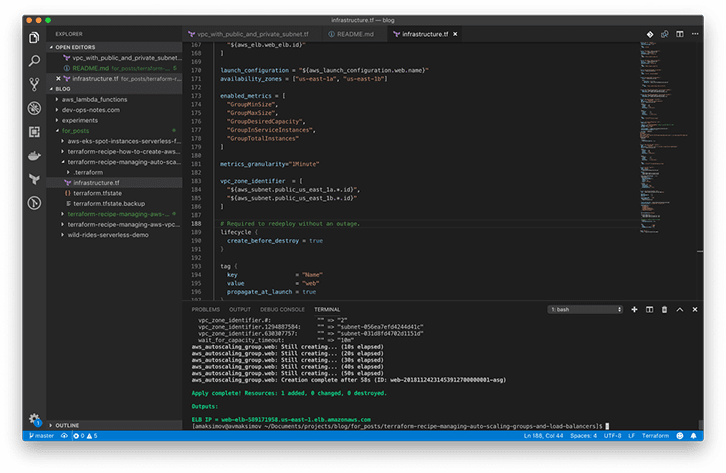 infrastructure.tf — blog
EXPLORER
OPEN EDITORS
vpc_with_public_and_private_subnet...
README.md for_posts/terraform-r...
infrastructure.tf for_posts/terrafor...
BLOG
aws_lambda_functions
dev-ops-notes.com
experiments
for_posts
aws-eks-spot-instances-serverless-f...
terraform-recipe-how-to-create-aws...
terraform-recipe-managing-auto-sca...
.terraform
infrastructure.tf
terraform.tfstate
terraform.tfstate.backup
terraform-recipe-managing-aws-...
terraform-recipe-managing-aws-vpc...
wild-rides-serverless-demo
OUTLINE
vpc_with_public_and_private_subnet.tf
README.md
infrastructure.tf
167 "${aws_elb.web_elb.id}"
168 ]
169
170 launch_configuration = "${aws_launch_configuration.web.name}"
171 availability_zones = ["us-east-1a", "us-east-1b"]
172
173 enabled_metrics = [
174 "GroupMinSize",
175 "GroupMaxSize",
176 "GroupDesiredCapacity",
177 "GroupInServiceInstances",
178 "GroupTotalInstances"
179 ]
180
181 metrics_granularity="1Minute"
182
183 vpc_zone_identifier = [
184 "${aws_subnet.public_us_east_1a.*.id}",
185 "${aws_subnet.public_us_east_1b.*.id}"
186 ]
187
188 # Required to redeploy without an outage.
189 lifecycle {
190 create_before_destroy = true
191 }
192
193 tag {
194 key = "Name"
195 value = "web"
196 propagate_at_launch = true
PROBLEMS OUTPUT DEBUG CONSOLE TERMINAL 1: bash
vpc_zone_identifier.#: "" => "2"
vpc_zone_identifier.1294887584: "" => "subnet-056ea7efd4244d41c"
vpc_zone_identifier.630307757: "" => "subnet-031d8fd4702d1151d"
wait_for_capacity_timeout: "" => "10m"
aws_autoscaling_group.web: Still creating... (10s elapsed)
aws_autoscaling_group.web: Still creating... (20s elapsed)
aws_autoscaling_group.web: Still creating... (30s elapsed)
aws_autoscaling_group.web: Still creating... (40s elapsed)
aws_autoscaling_group.web: Still creating... (50s elapsed)
aws_autoscaling_group.web: Creation complete after 58s (ID: web-20181124231453912700000001-asg)
Apply complete! Resources: 1 added, 0 changed, 0 destroyed.
Outputs:
ELB IP = web-elb-589171958.us-east-1.elb.amazonaws.com
[amaksimov@avmaksimov ~/Documents/projects/blog/for_posts/terraform-recipe-managing-auto-scaling-groups-and-load-balancers]$
1
master 0 5
Ln 188, Col 44 Spaces: 4 UTF-8 LF Terraform